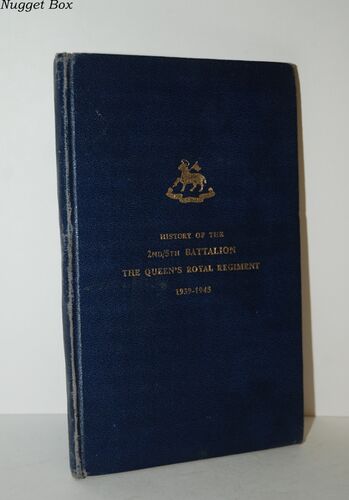 Nugget Box
HISTORY OF THE
2ND/5TH BATTALION
THE QUEEN'S ROYAL REGIMENT
1939-1945